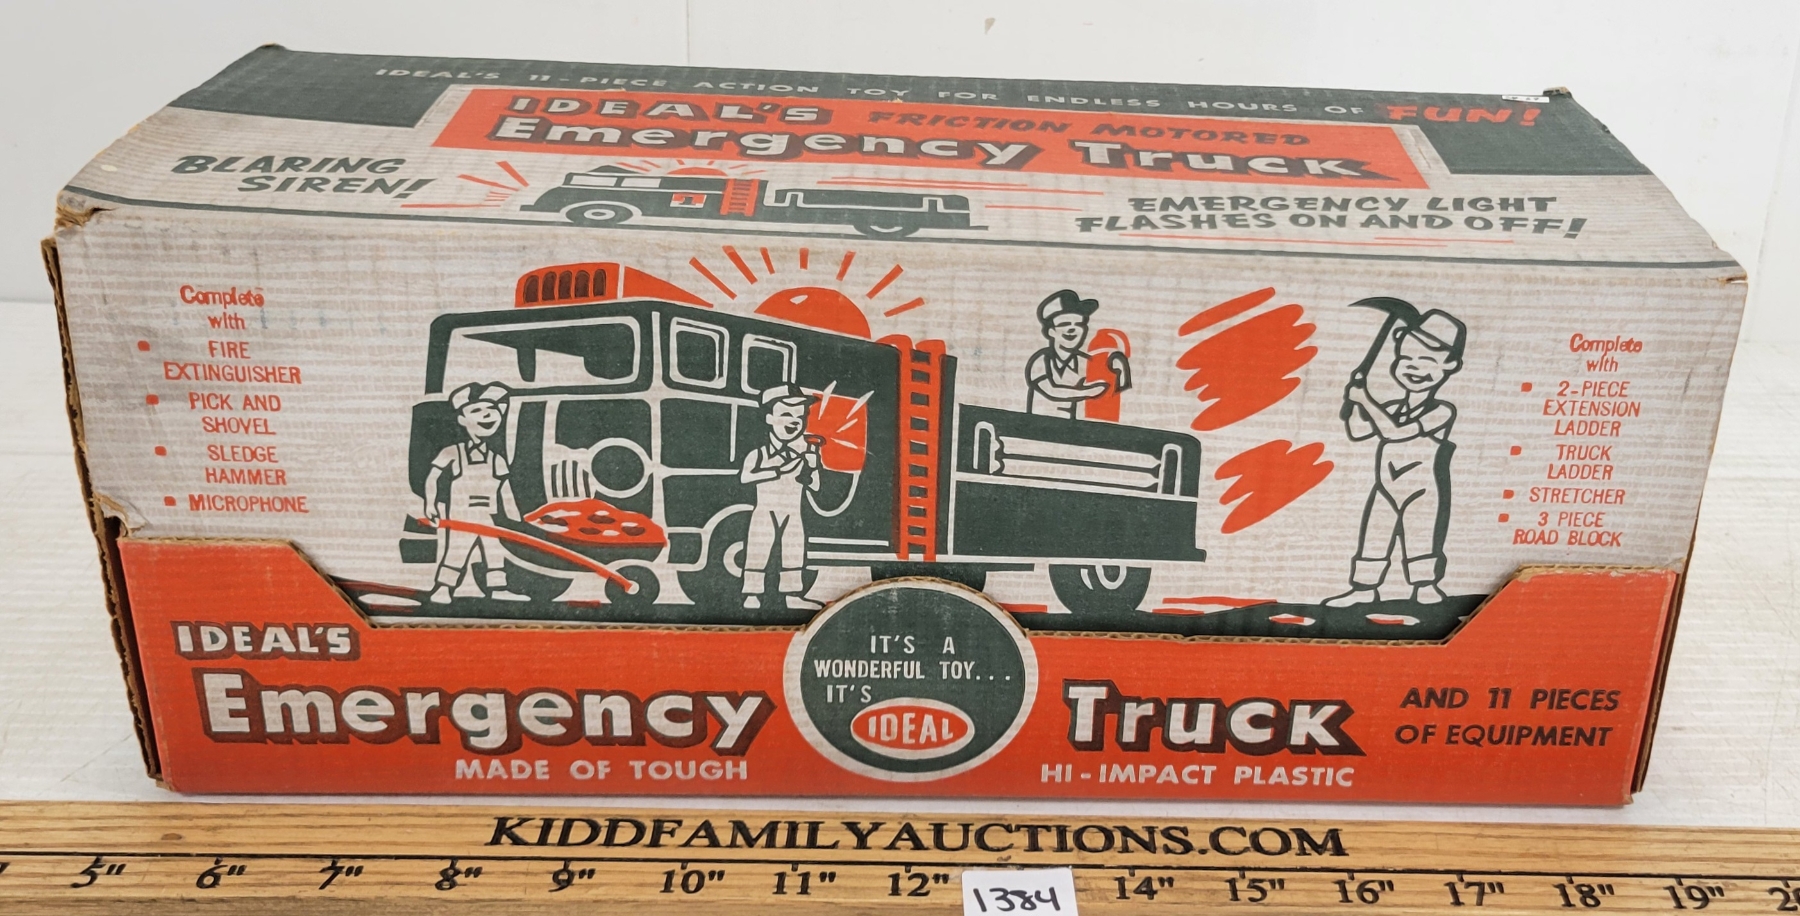 IDEAL'S 11-PIECE ACTION TOY FOR ENDLESS HOURS OF FUN!
IDEAL'S FRICTION MOTORED
Emergency Truck
BLARING
SIREN!
EMERGENCY LIGHT
FLASHES ON AND OFF!
Complete
with
FIRE
EXTINGUISHER
PICK AND
SHOVEL
SLEDGE
HAMMER
MICROPHONE
Complete
with
2-PIECE
EXTENSION
LADDER
TRUCK
LADDER
STRETCHER
3 PIECE
ROAD BLOCK
IDEAL'S
Emergency Truck
MADE OF TOUGH HI-IMPACT PLASTIC
IT'S A
WONDERFUL TOY...
IT'S
IDEAL
AND 11 PIECES
OF EQUIPMENT
KIDDFAMILYAUCTIONS.COM
5" 6" 7" 8" 9" 10" 11" 12" 14" 15" 16" 17" 18" 19"
1384